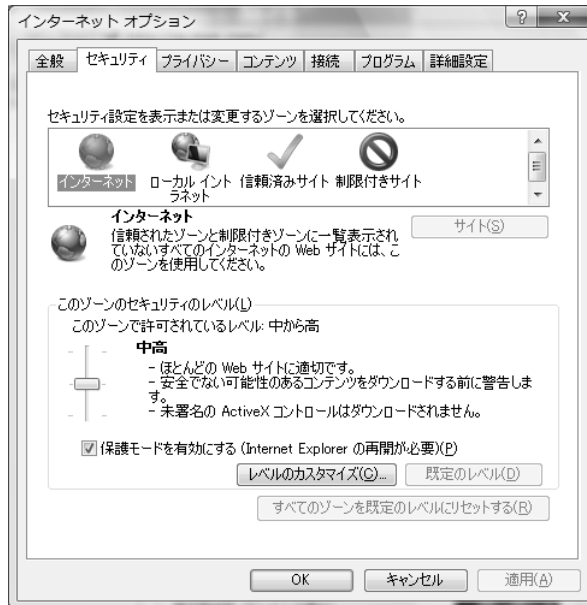 インターネット オプション
全般 セキュリティ プライバシー コンテンツ 接続 プログラム 詳細設定
セキュリティ設定を表示または変更するゾーンを選択してください。
インターネット ローカル イントラネット 信頼済みサイト 制限付きサイト
インターネット
サイト(S)
信頼されたゾーンと制限付きゾーンに一覧表示され
ていないすべてのインターネットの Web サイトには、こ
のゾーンを使用してください。
このゾーンのセキュリティのレベル(L)
このゾーンで許可されているレベル: 中から高
中高
- ほとんどの Web サイトに適切です。
- 安全でない可能性のあるコンテンツをダウンロードする前に警告しま
す。
- 未署名の ActiveX コントロールはダウンロードされません。
保護モードを有効にする (Internet Explorer の再開が必要)(P)
レベルのカスタマイズ(C)... 既定のレベル(D)
すべてのゾーンを既定のレベルにリセットする(R)
OK キャンセル 適用(A)